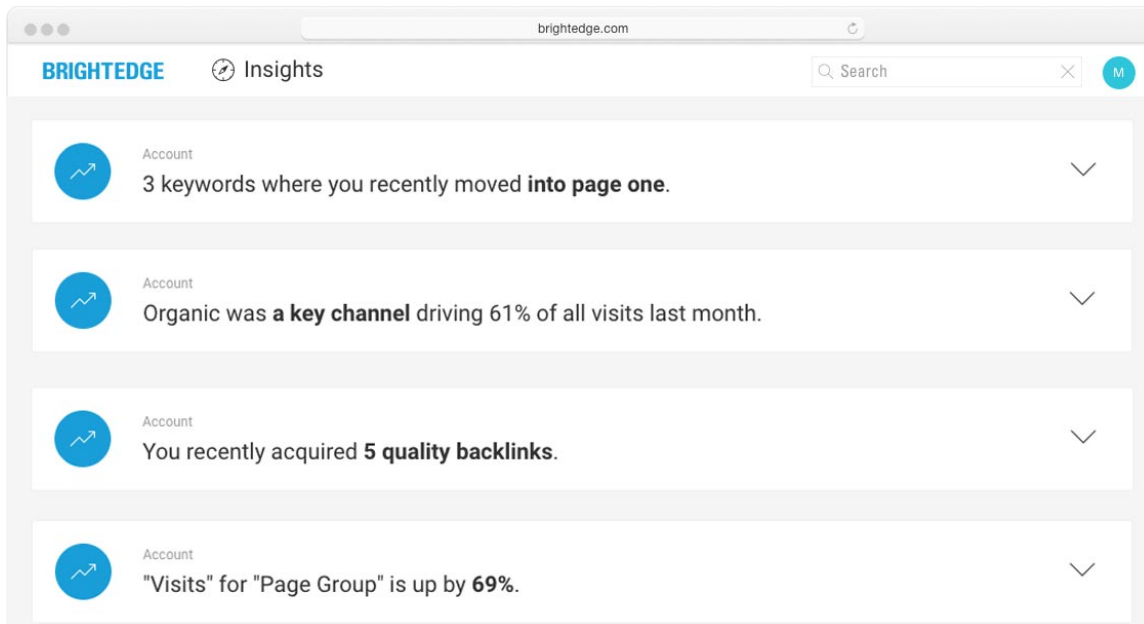 brightedge.com
BRIGHTEDGE Insights Search M
Account
3 keywords where you recently moved into page one.
Account
Organic was a key channel driving 61% of all visits last month.
Account
You recently acquired 5 quality backlinks.
Account
"Visits" for "Page Group" is up by 69%.